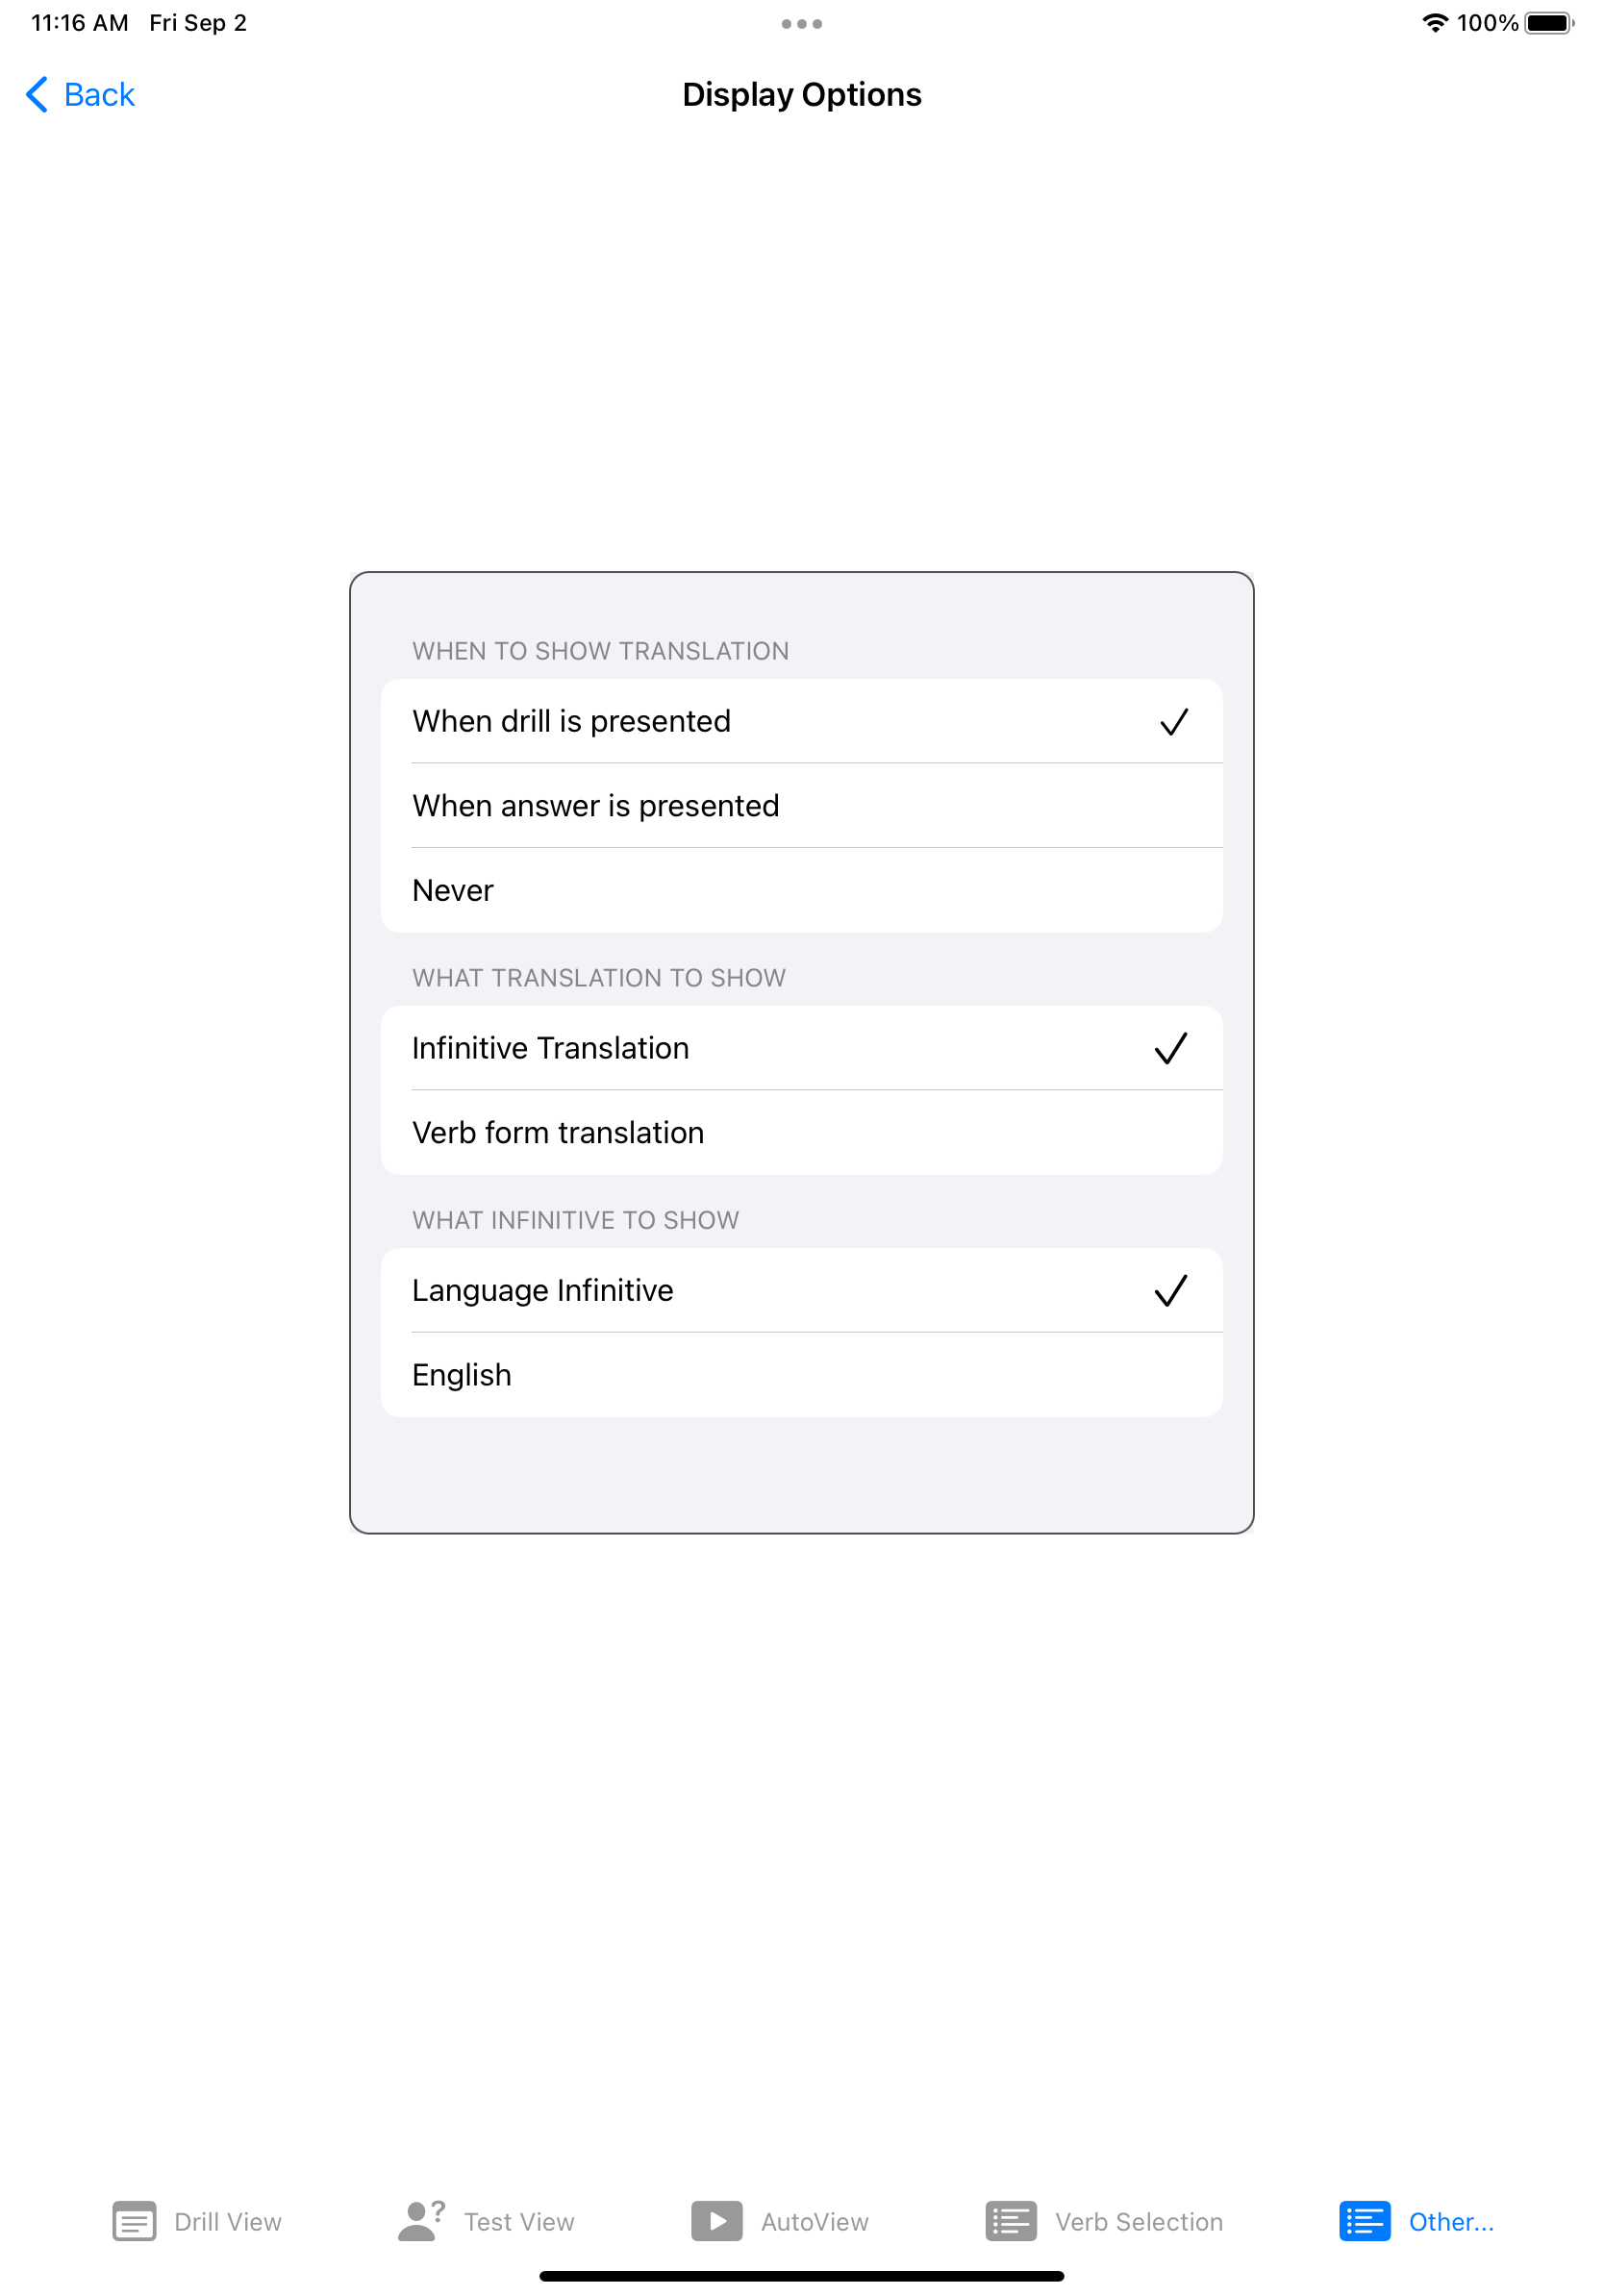 11:16 AM Fri Sep 2 100%
Back Display Options
WHEN TO SHOW TRANSLATION
When drill is presented
When answer is presented
Never
WHAT TRANSLATION TO SHOW
Infinitive Translation
Verb form translation
WHAT INFINITIVE TO SHOW
Language Infinitive
English
Drill View ? Test View AutoView Verb Selection Other...